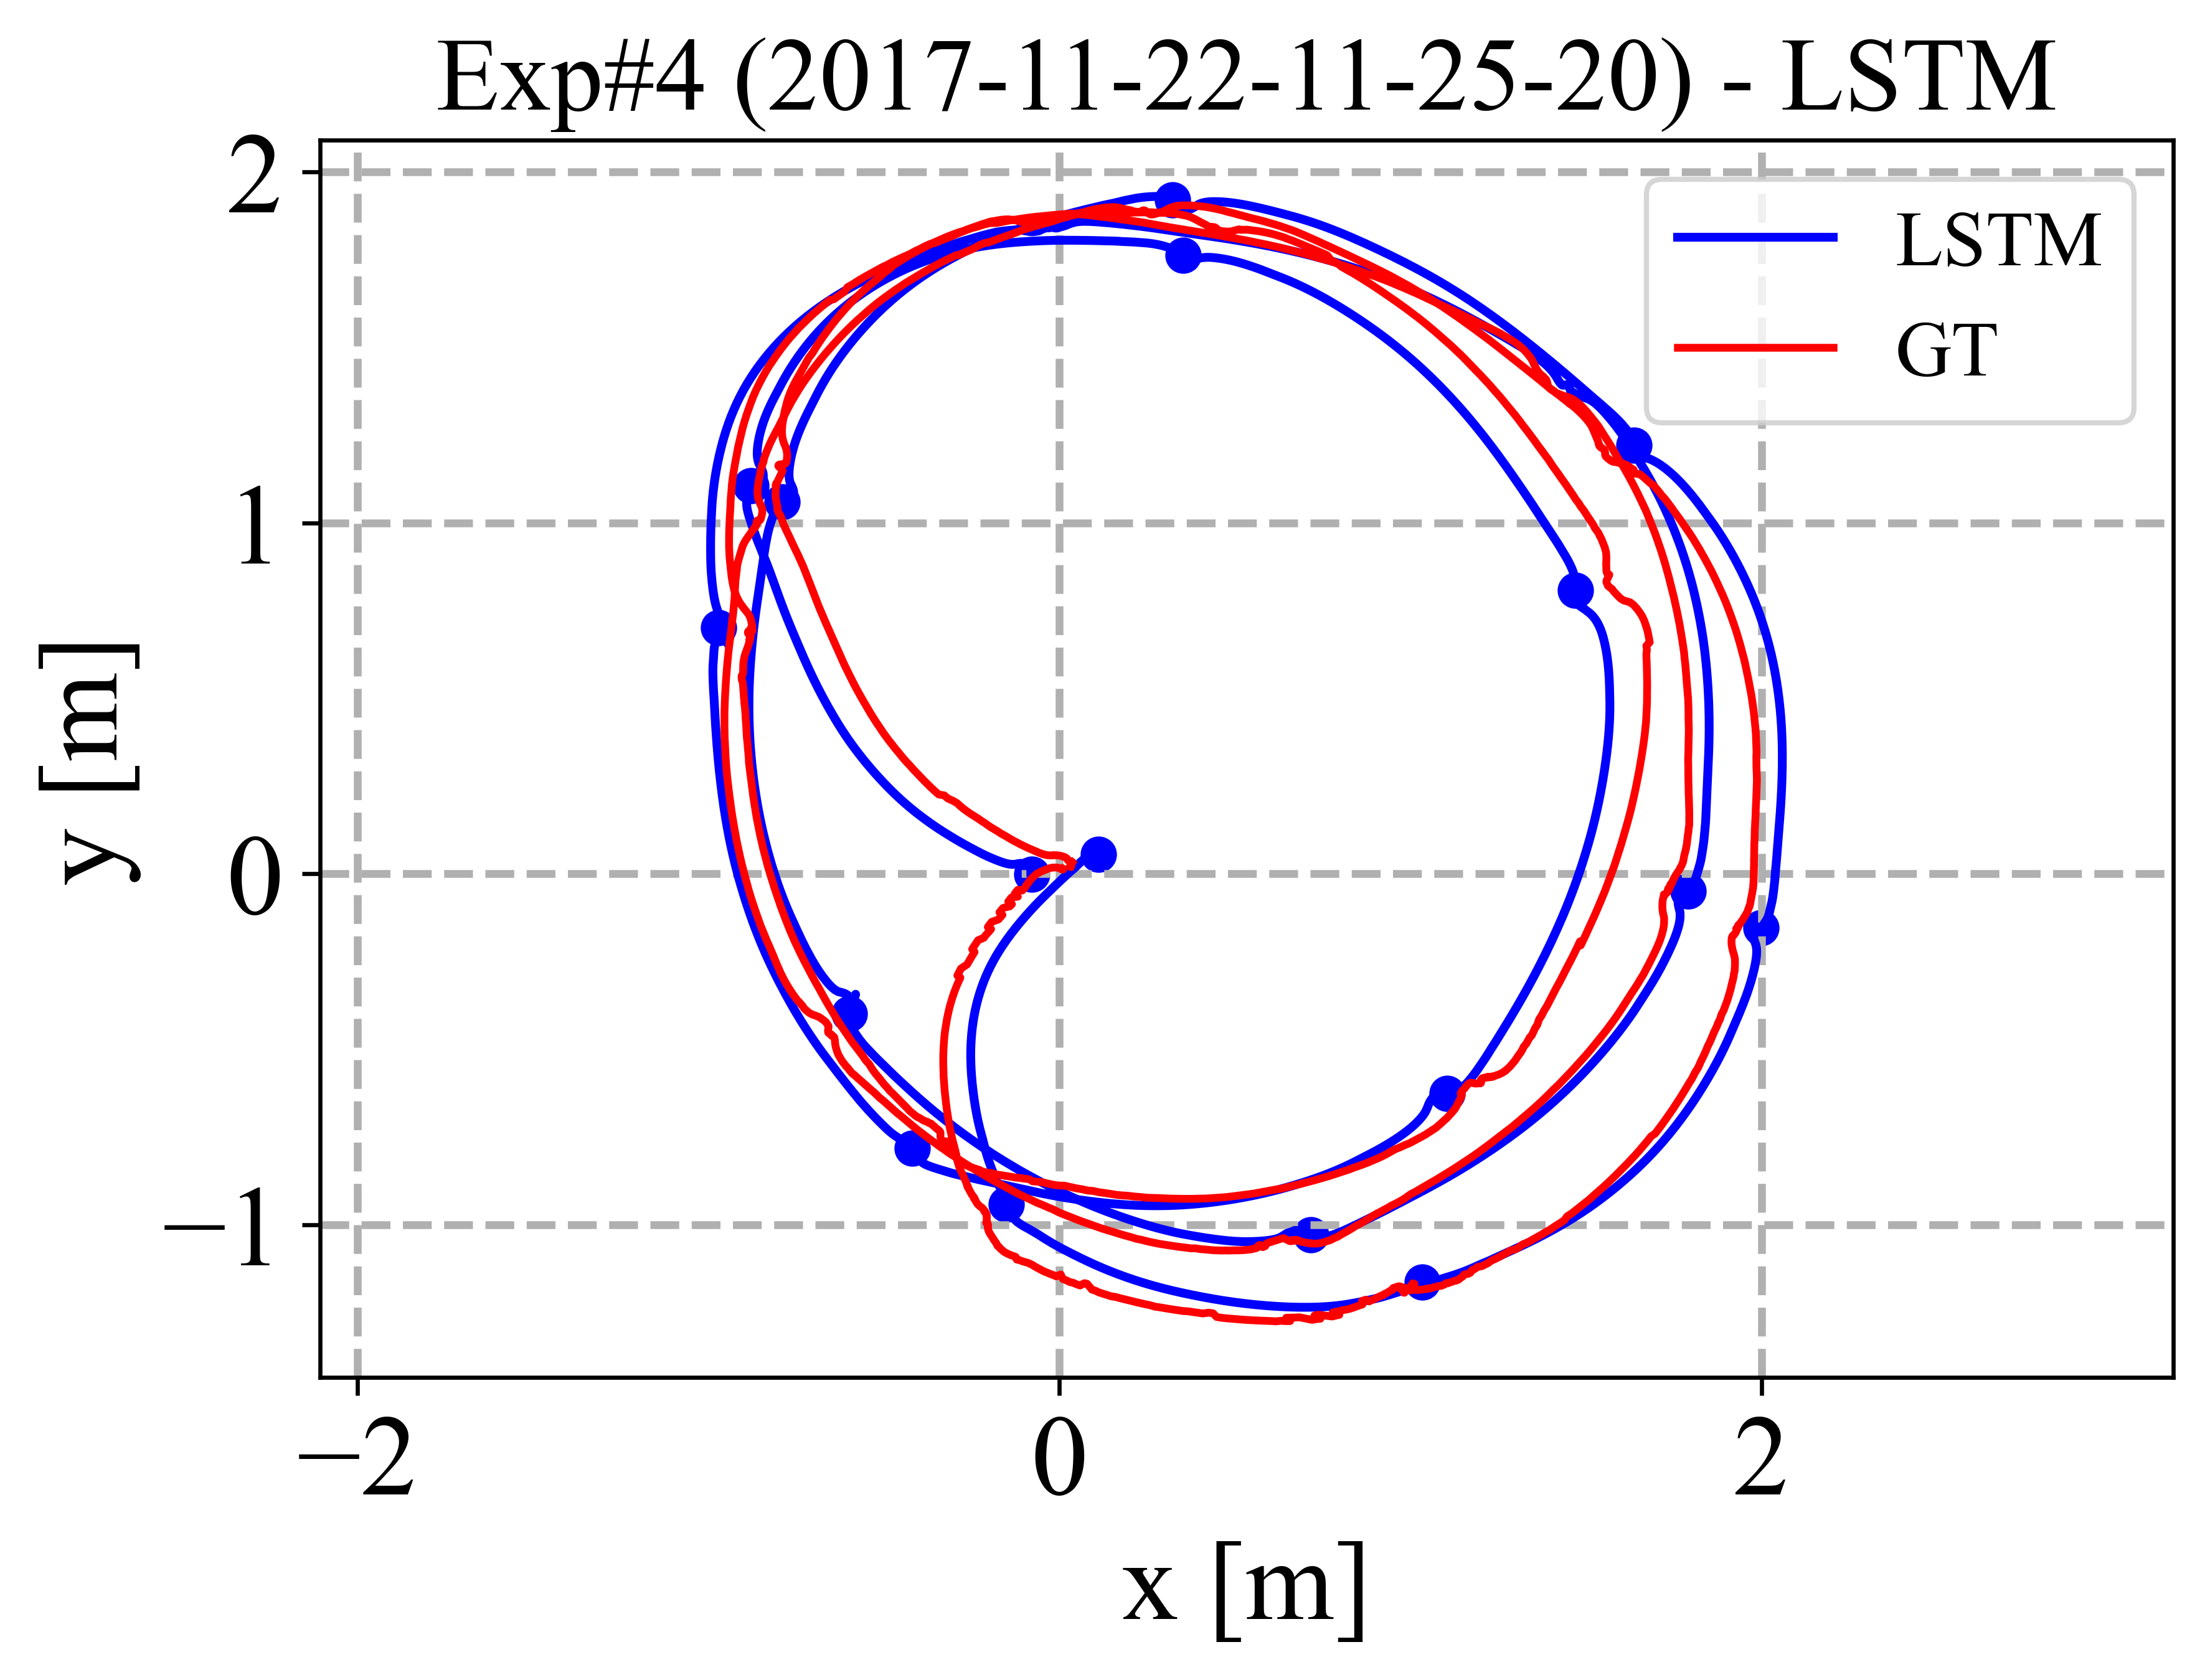 Exp#4 (2017-11-22-11-25-20) - LSTM
LSTM
GT
2
1
0
−1
y [m]
−2 0 2
x [m]